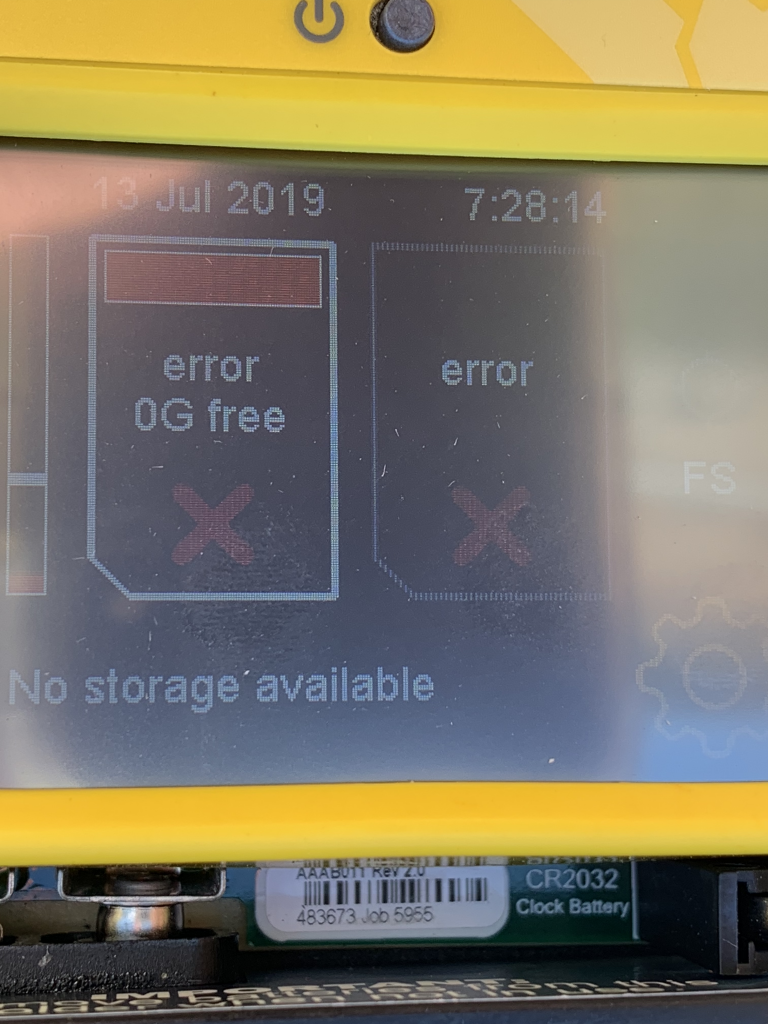 13 Jul 2019 7:28:14
error
0G free
error
FS
No storage available
AAAB011 Rev 2.0
483673 Job 5955
CR2032
Clock Battery
IMPORTANT